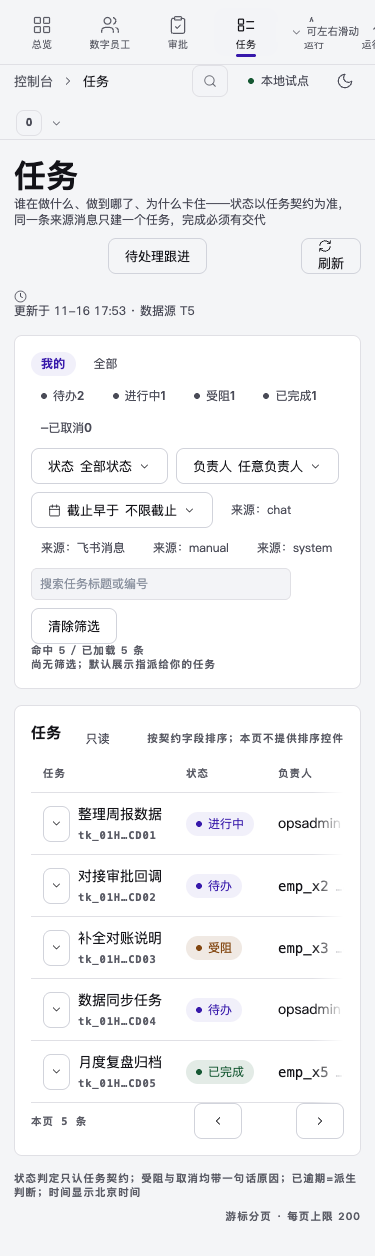 总览
数字员工
审批
任务
可左右滑动
运行
控制台 > 任务
本地试点
0
任务
谁在做什么、做到哪了、为什么卡住——状态以任务契约为准，
同一条来源消息只建一个任务，完成必须有交代
待处理跟进
刷新
更新于 11-16 17:53 · 数据源 T5
我的 全部
待办2 进行中1 受阻1 已完成1
—已取消0
状态 全部状态 负责人 任意负责人
截止早于 不限截止 来源：chat
来源：飞书消息 来源：manual 来源：system
搜索任务标题或编号
清除筛选
命中 5 / 已加载 5 条
尚无筛选；默认展示指派给你的任务
任务 只读 按契约字段排序；本页不提供排序控件
任务 状态 负责人
整理周报数据 进行中 opsadmin
tk_01H…CD01
对接审批回调 待办 emp_x2 …
tk_01H…CD02
补全对账说明 受阻 emp_x3 …
tk_01H…CD03
数据同步任务 待办 opsadmin
tk_01H…CD04
月度复盘归档 已完成 emp_x5 …
tk_01H…CD05
本页 5 条
状态判定只认任务契约；受阻与取消均带一句话原因；已逾期=派生
判断；时间显示北京时间
游标分页 · 每页上限 200